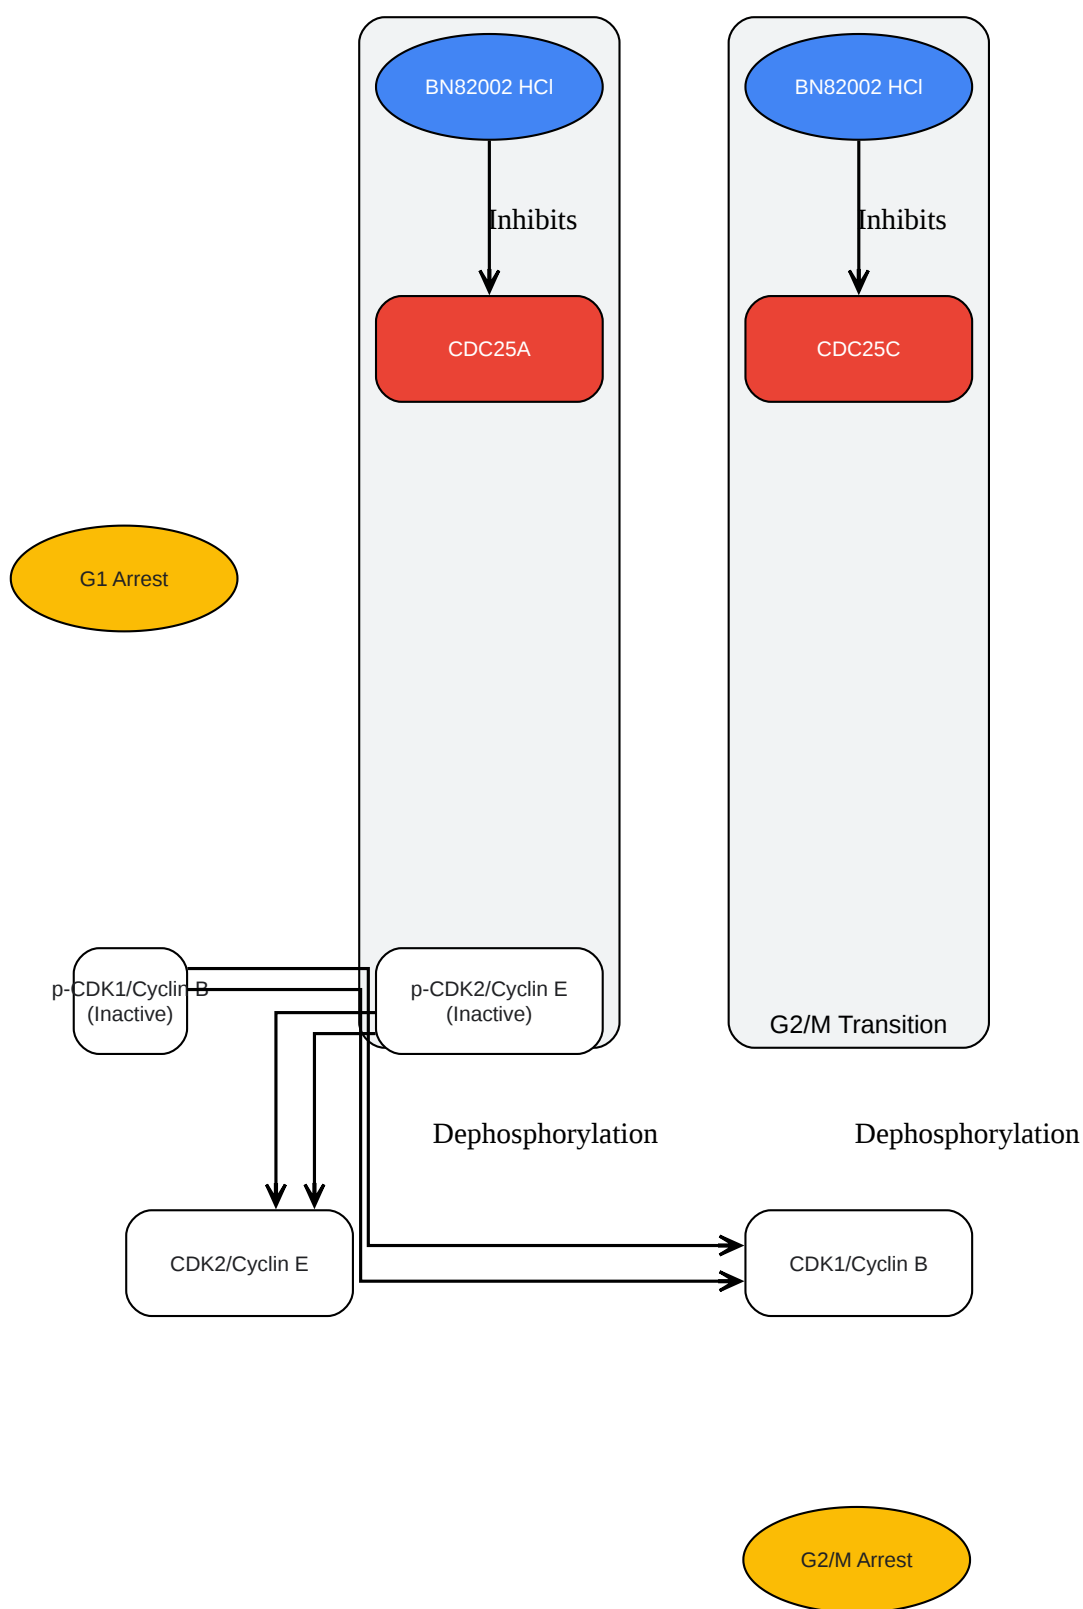 BN82002 HCl
BN82002 HCl
Inhibits
Inhibits
CDC25A
CDC25C
G1 Arrest
p-CDK1/Cyclin B
(Inactive)
p-CDK2/Cyclin E
(Inactive)
G2/M Transition
Dephosphorylation
Dephosphorylation
CDK2/Cyclin E
CDK1/Cyclin B
G2/M Arrest